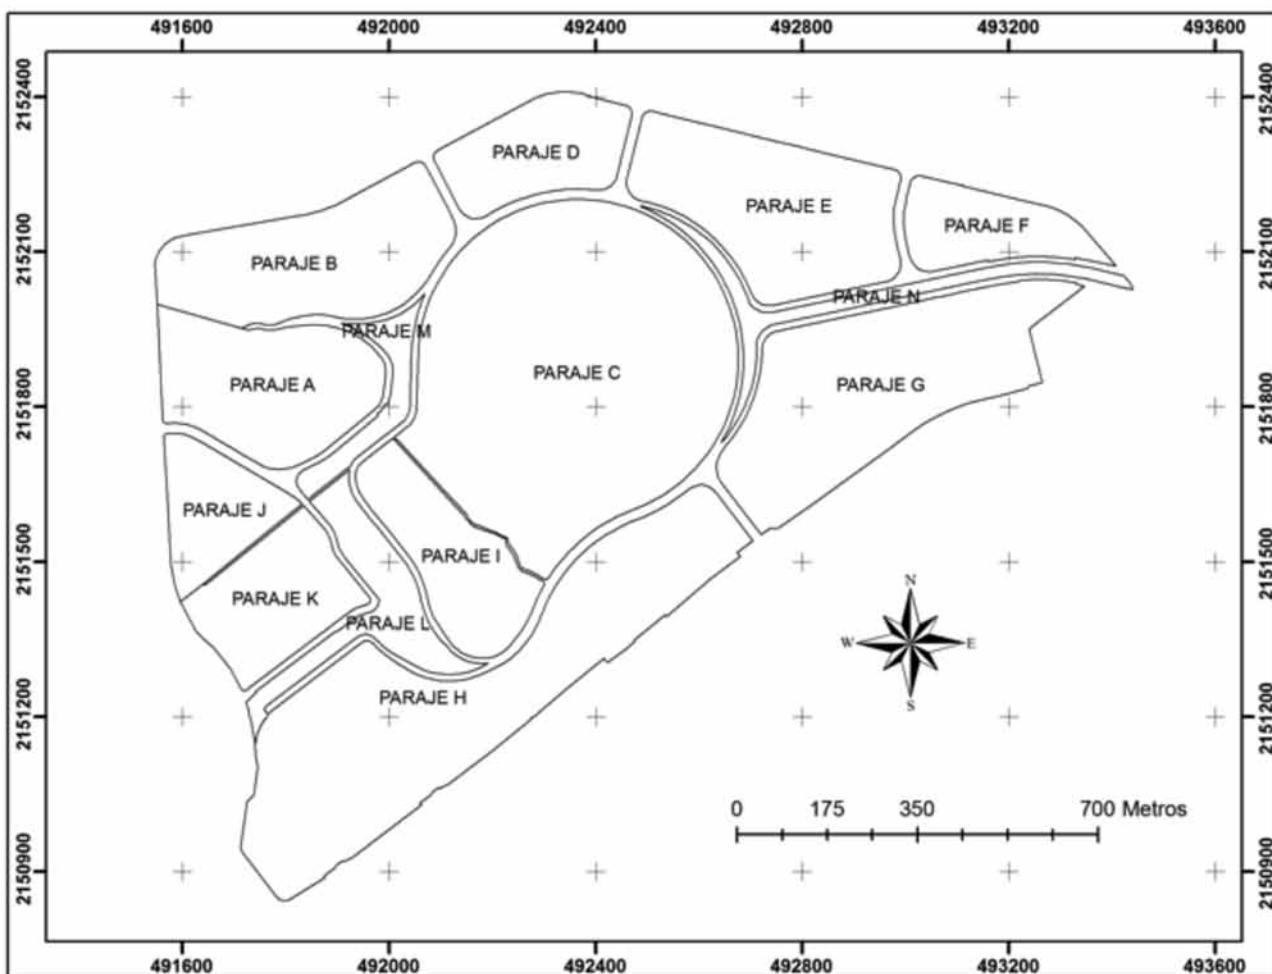 491600 492000 492400 492800 493200 493600
2152400 2152400
PARAJE D
PARAJE E
PARAJE F
2152100 2152100
PARAJE B
PARAJE N
PARAJE M
PARAJE C
PARAJE A PARAJE G
2151800 2151800
PARAJE J
PARAJE I
2151500 2151500
PARAJE K
N
PARAJE L
W E
PARAJE H
S
2151200 2151200
0 175 350 700 Metros
2150900 2150900
491600 492000 492400 492800 493200 493600